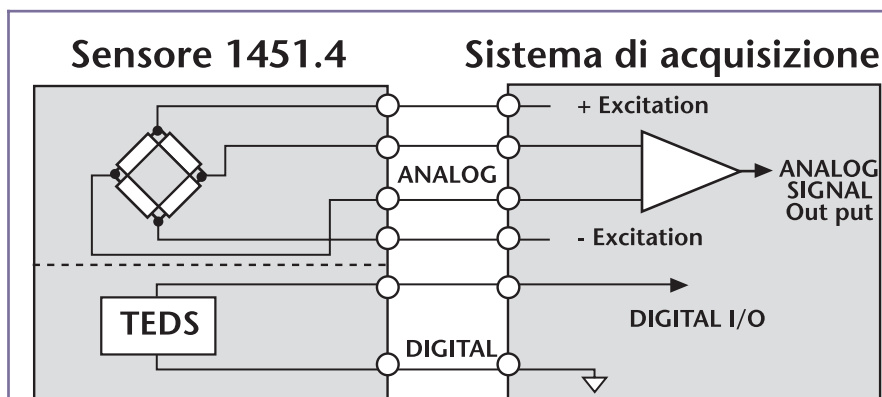 Sensore 1451.4
Sistema di acquisizione
+ Excitation
ANALOG
ANALOG
SIGNAL
Out put
- Excitation
TEDS
DIGITAL I/O
DIGITAL